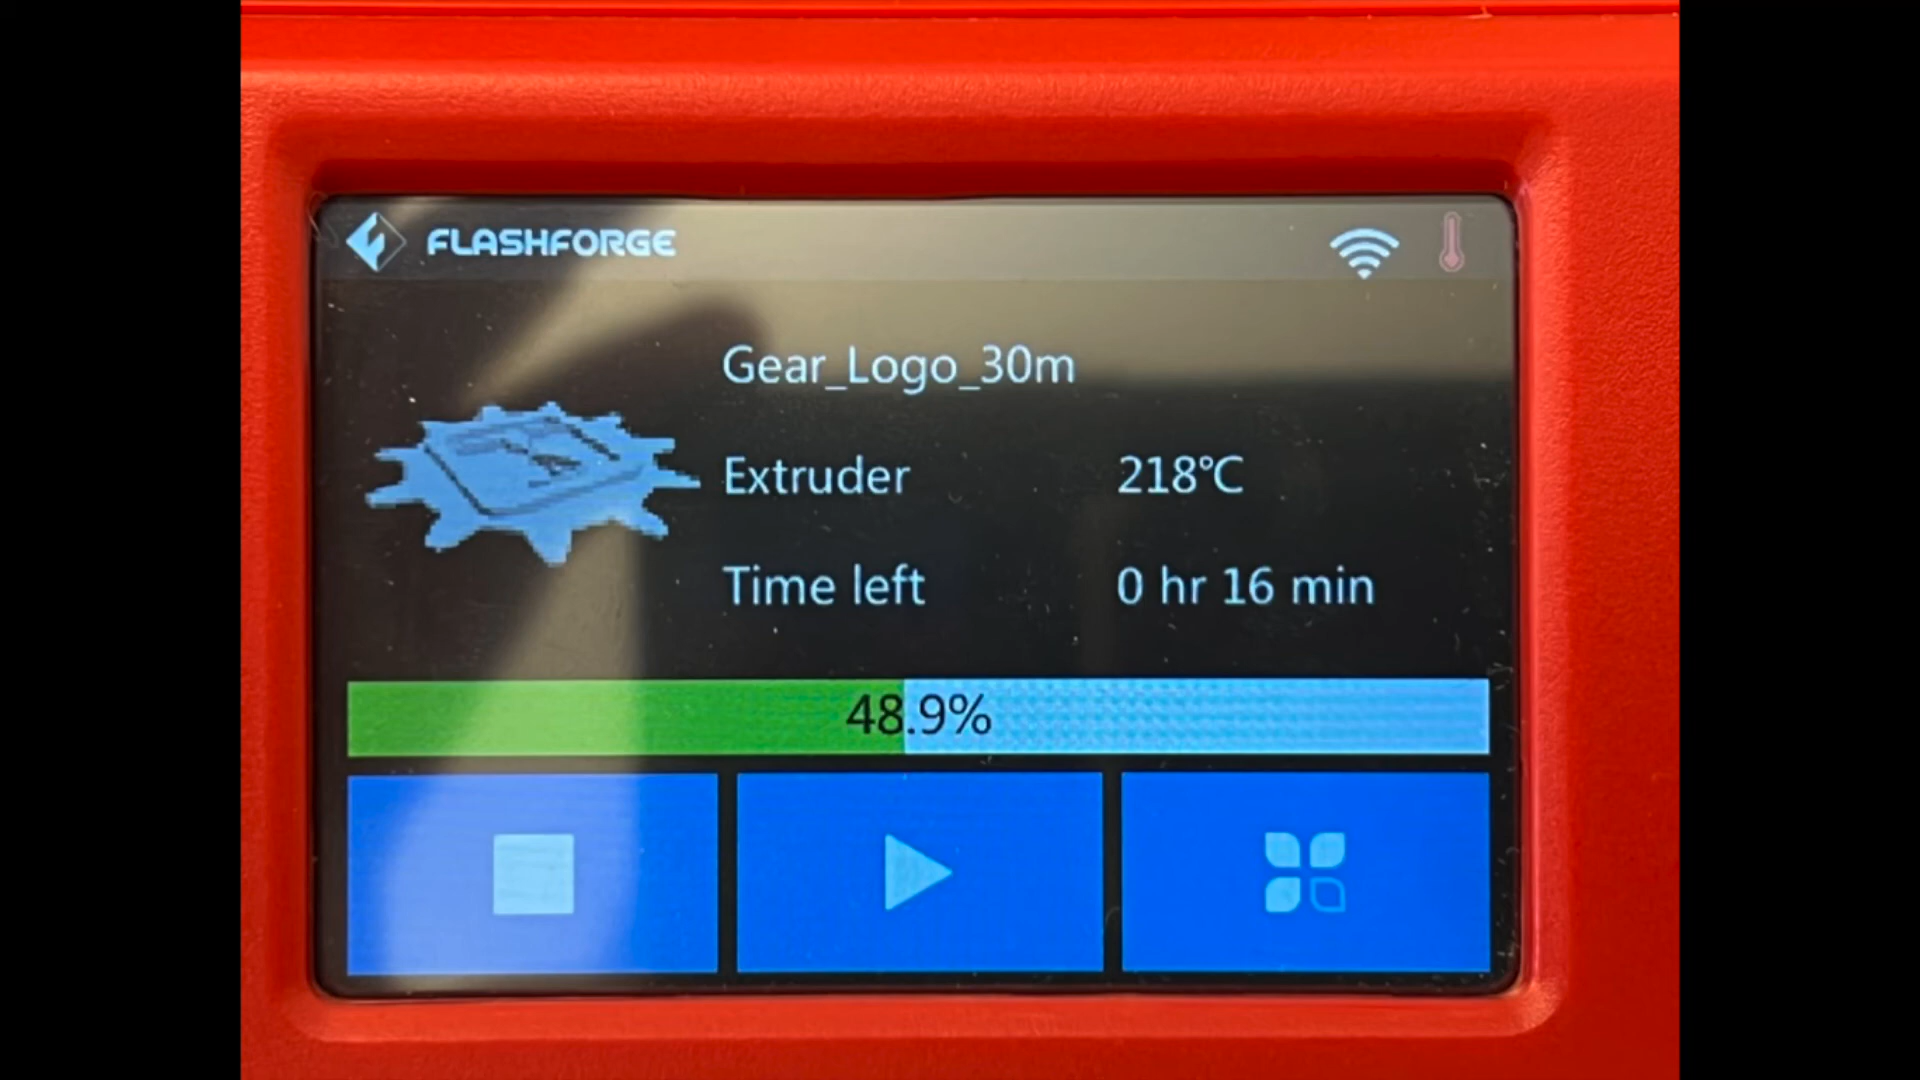 FLASHFORGE
Gear_Logo_30m
Extruder 218℃
Time left 0 hr 16 min
48.9%